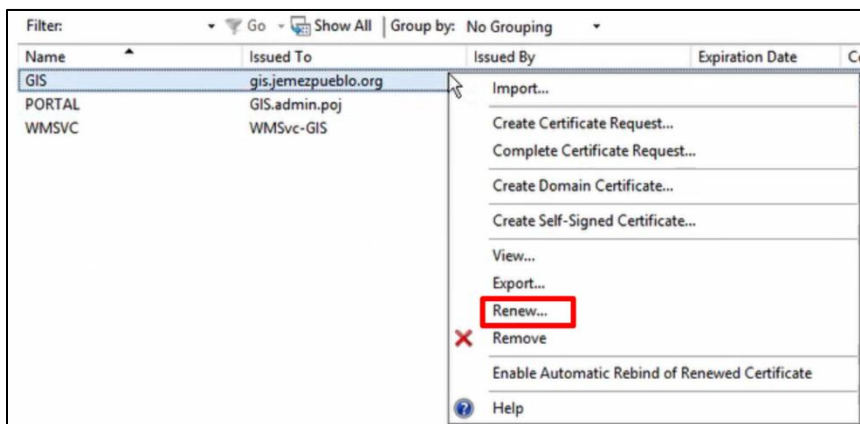 Filter: Go Show All Group by: No Grouping
Name Issued To Issued By Expiration Date
GIS gis.jemezpueblo.org
PORTAL GIS.admin.poj
WMSVC WMSvc-GIS
Import...
Create Certificate Request...
Complete Certificate Request...
Create Domain Certificate...
Create Self-Signed Certificate...
View...
Export...
Renew...
Remove
Enable Automatic Rebind of Renewed Certificate
Help